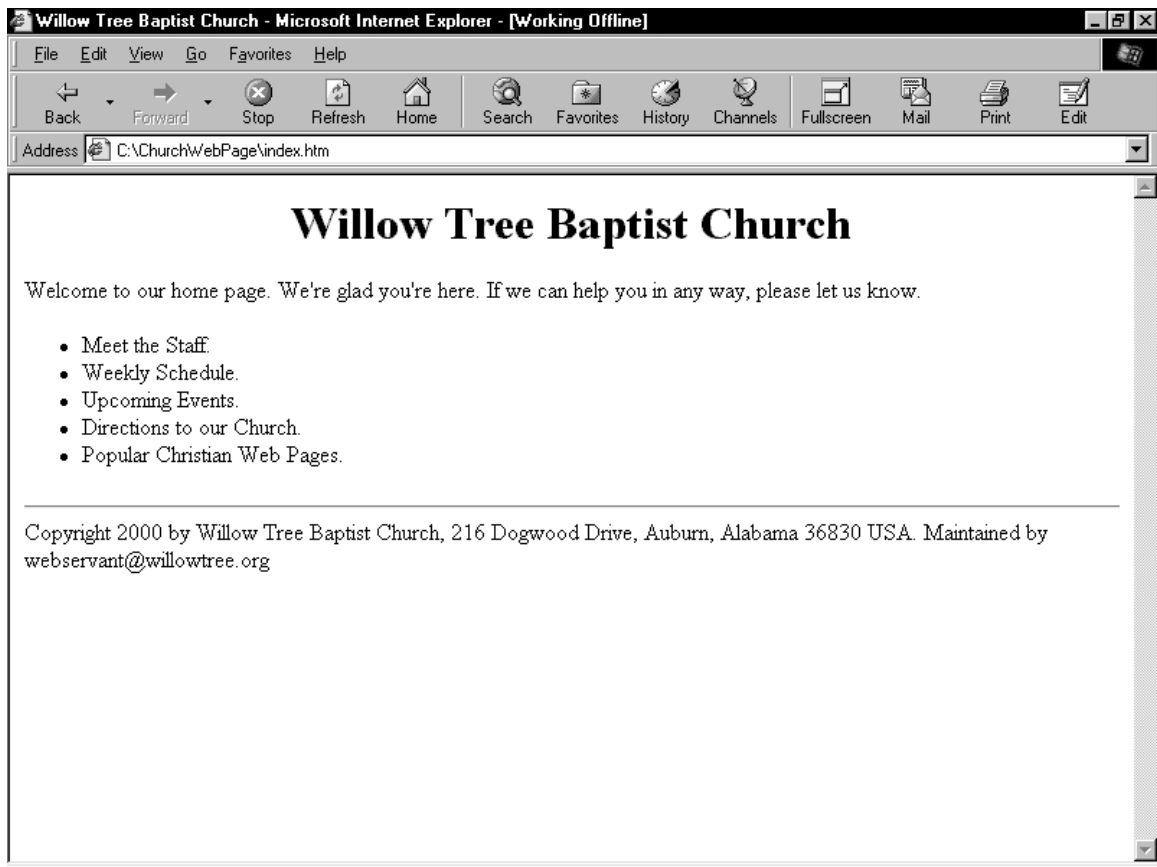 Willow Tree Baptist Church - Microsoft Internet Explorer - [Working Offline]
File Edit View Go Favorites Help
Back Forward Stop Refresh Home Search Favorites History Channels Fullscreen Mail Print Edit
Address C:\ChurchWebPage\index.htm
Willow Tree Baptist Church
Welcome to our home page. We're glad you're here. If we can help you in any way, please let us know.
• Meet the Staff.
• Weekly Schedule.
• Upcoming Events.
• Directions to our Church.
• Popular Christian Web Pages.
Copyright 2000 by Willow Tree Baptist Church, 216 Dogwood Drive, Auburn, Alabama 36830 USA. Maintained by
webservant@willowtree.org